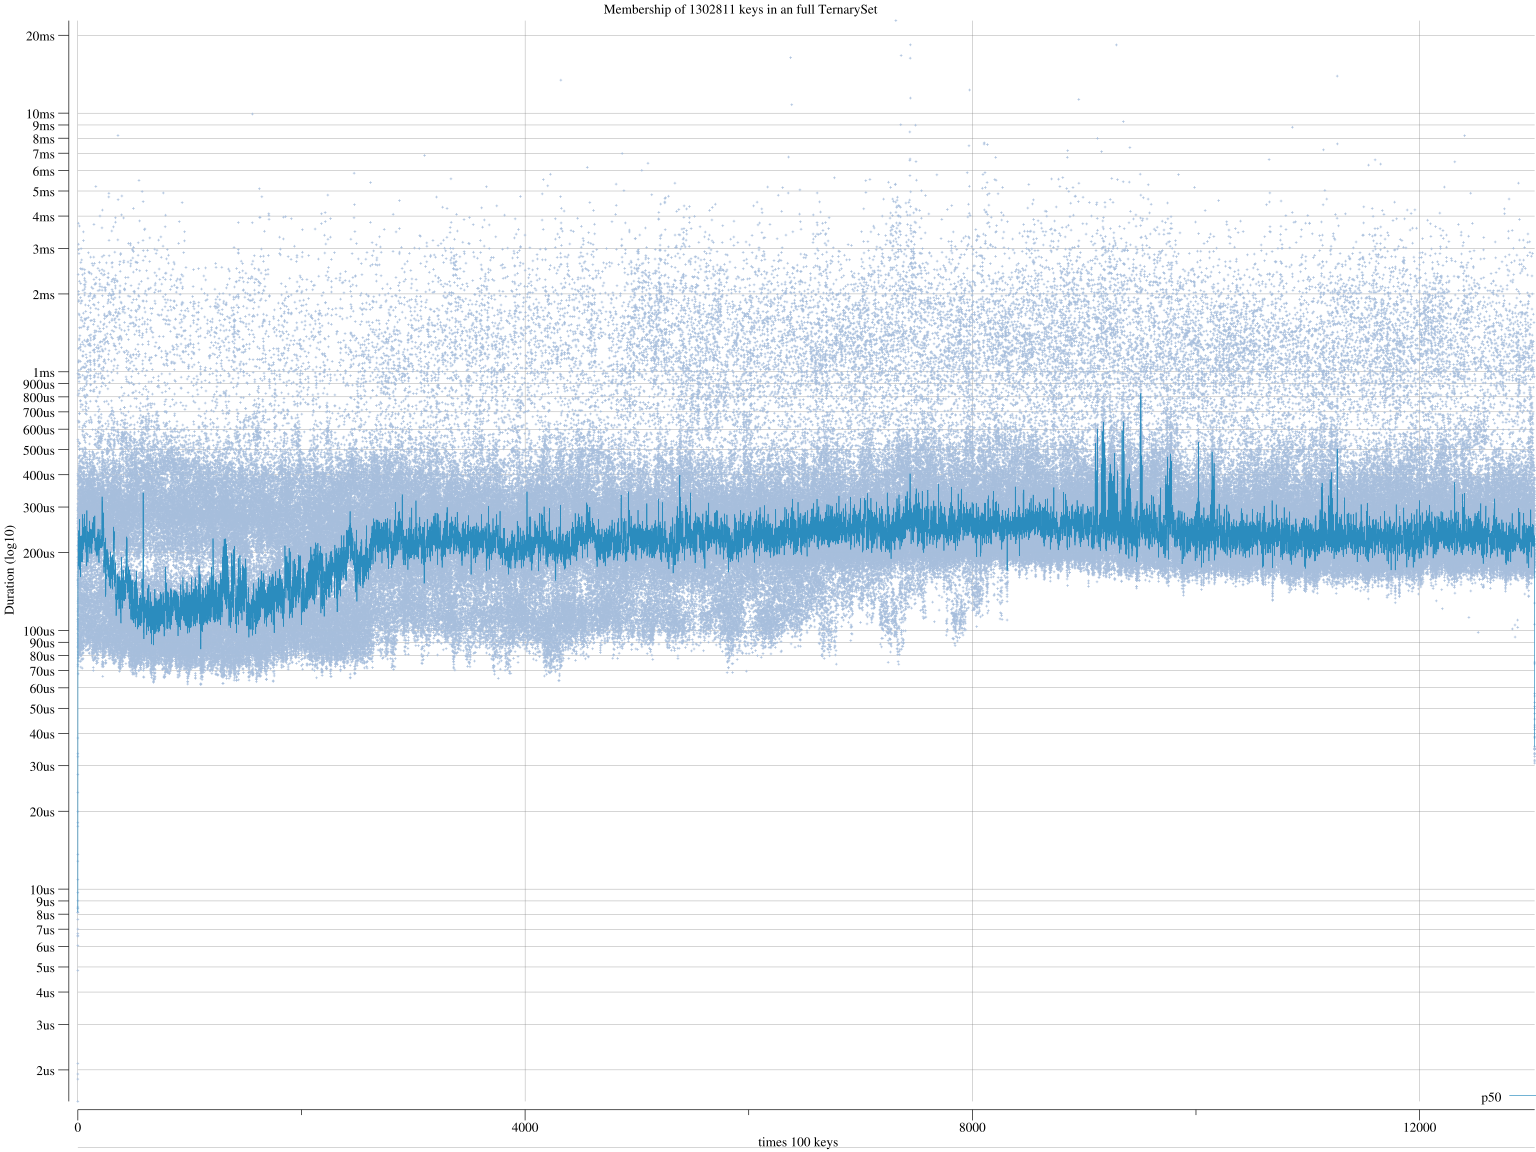 Membership of 1302811 keys in an full TernarySet
20ms
10ms
9ms
8ms
7ms
6ms
5ms
4ms
3ms
2ms
1ms
900us
800us
700us
600us
500us
400us
300us
200us
100us
90us
80us
70us
60us
50us
40us
30us
20us
10us
9us
8us
7us
6us
5us
4us
3us
2us
Duration (log10)
p50
0 4000 8000 12000
times 100 keys